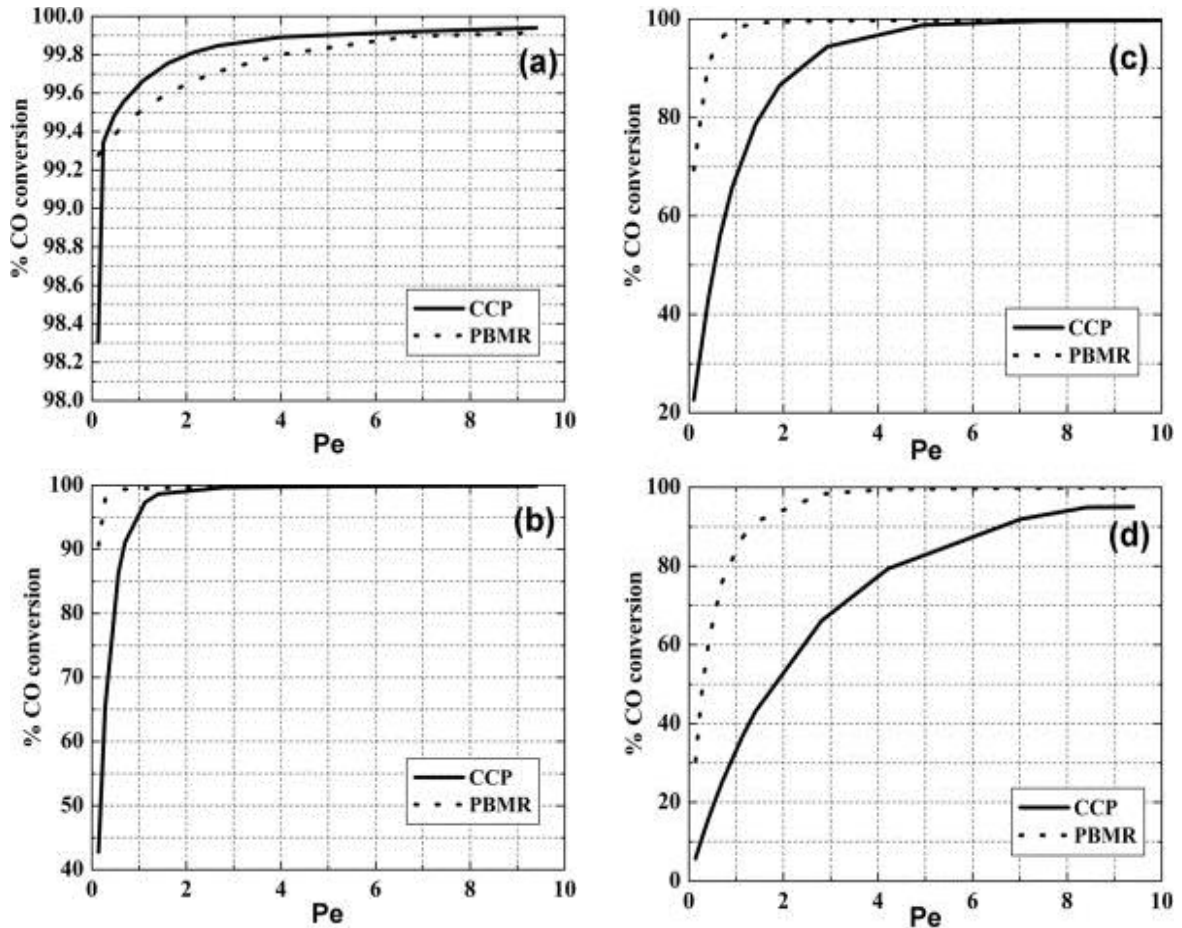 (a)
% CO conversion
100.0
99.8
99.6
99.4
99.2
99.0
98.8
98.6
98.4
98.2
98.0
CCP
PBMR
0 2 4 6 8 10
Pe
(c)
% CO conversion
100
80
60
40
20
CCP
PBMR
0 2 4 6 8 10
Pe
(b)
% CO conversion
100
90
80
70
60
50
40
CCP
PBMR
0 2 4 6 8 10
Pe
(d)
% CO conversion
100
80
60
40
20
0
CCP
PBMR
0 2 4 6 8 10
Pe